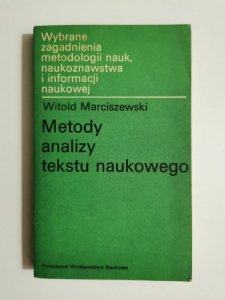 Wybrane
zagadnienia
metodologii nauk,
naukoznawstwa
i informacji
naukowej
Witold Marciszewski
Metody
analizy
tekstu naukowego
Państwowe Wydawnictwo Naukowe